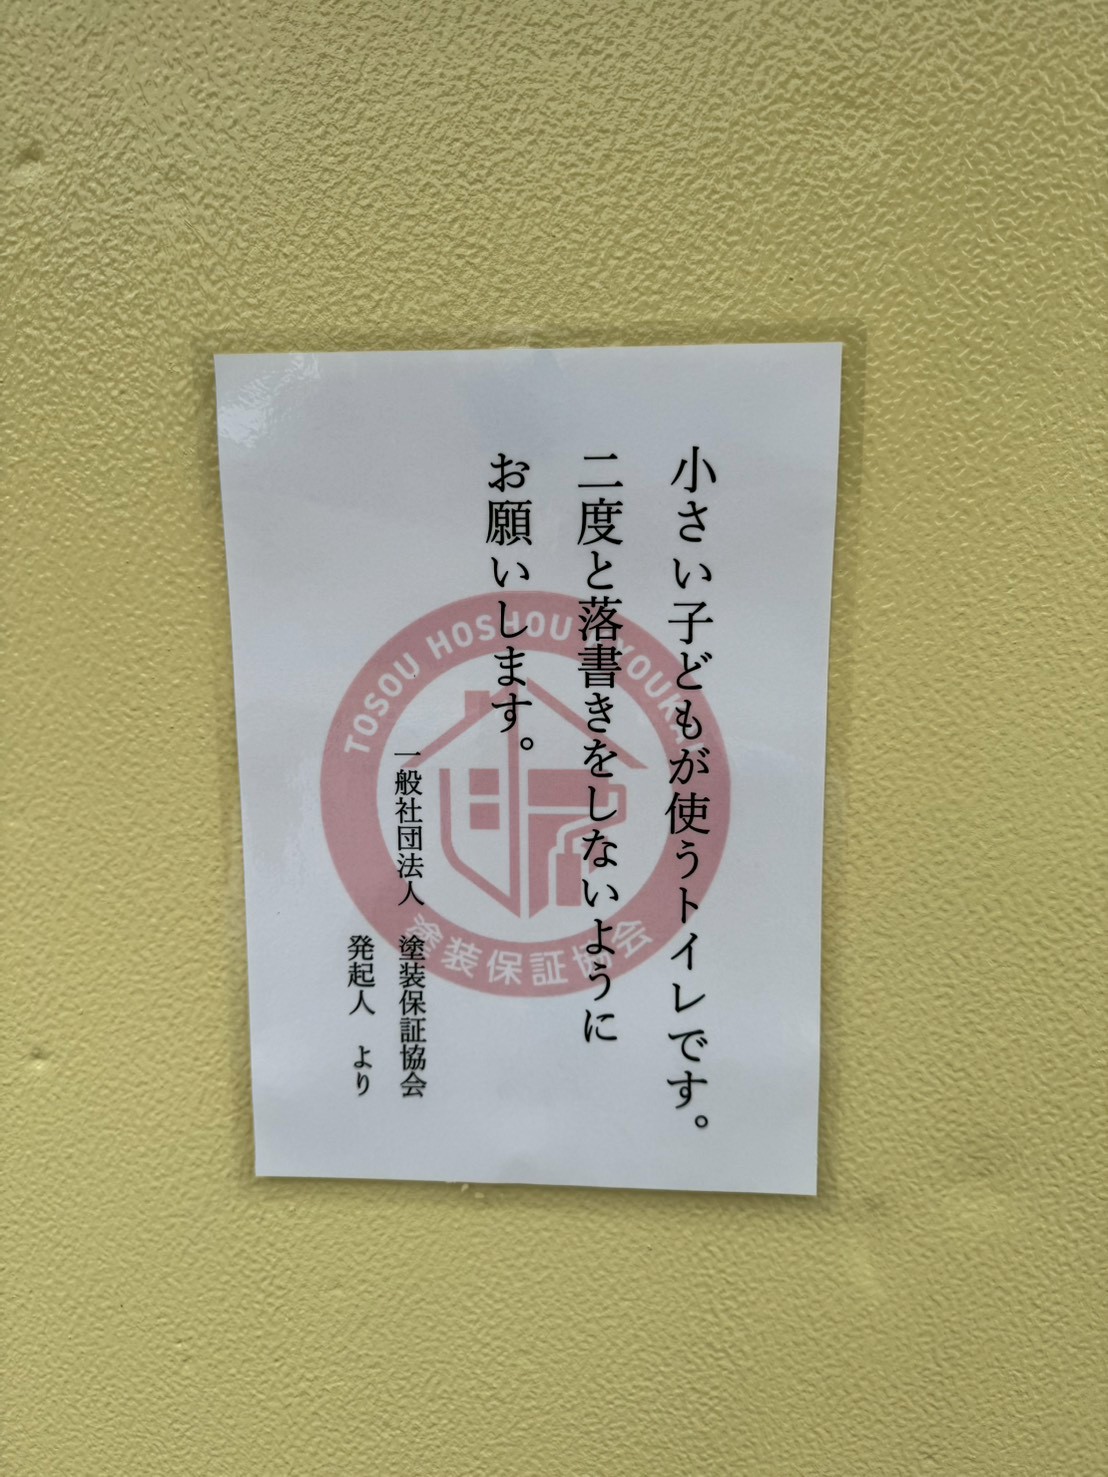 小さい子どもが使うトイレです。
二度と落書きをしないように
お願いします。
一般社団法人 塗装保証協会
発起人 より
TOSOU HOSHOU KYOUKAI
塗装保証協会